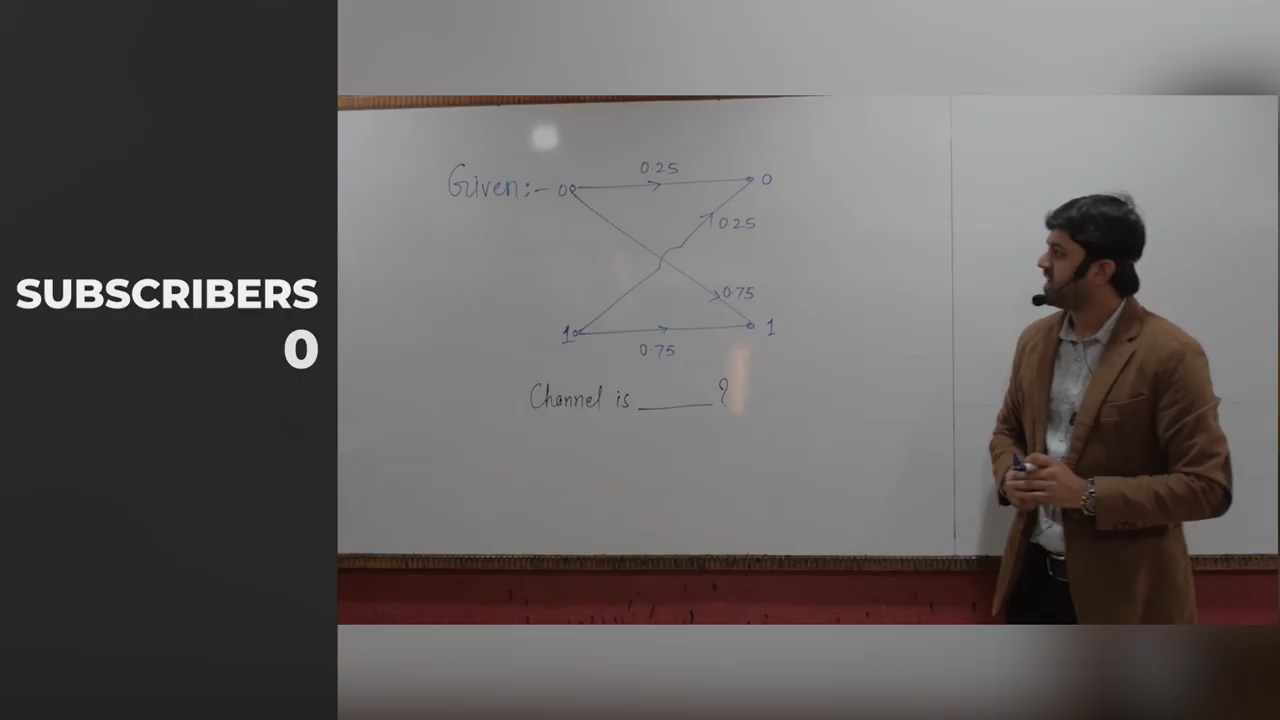 SUBSCRIBERS
0
0.25
Given:- 0 0
0.25
0.75
1 1
0.75
Channel is ______ ?